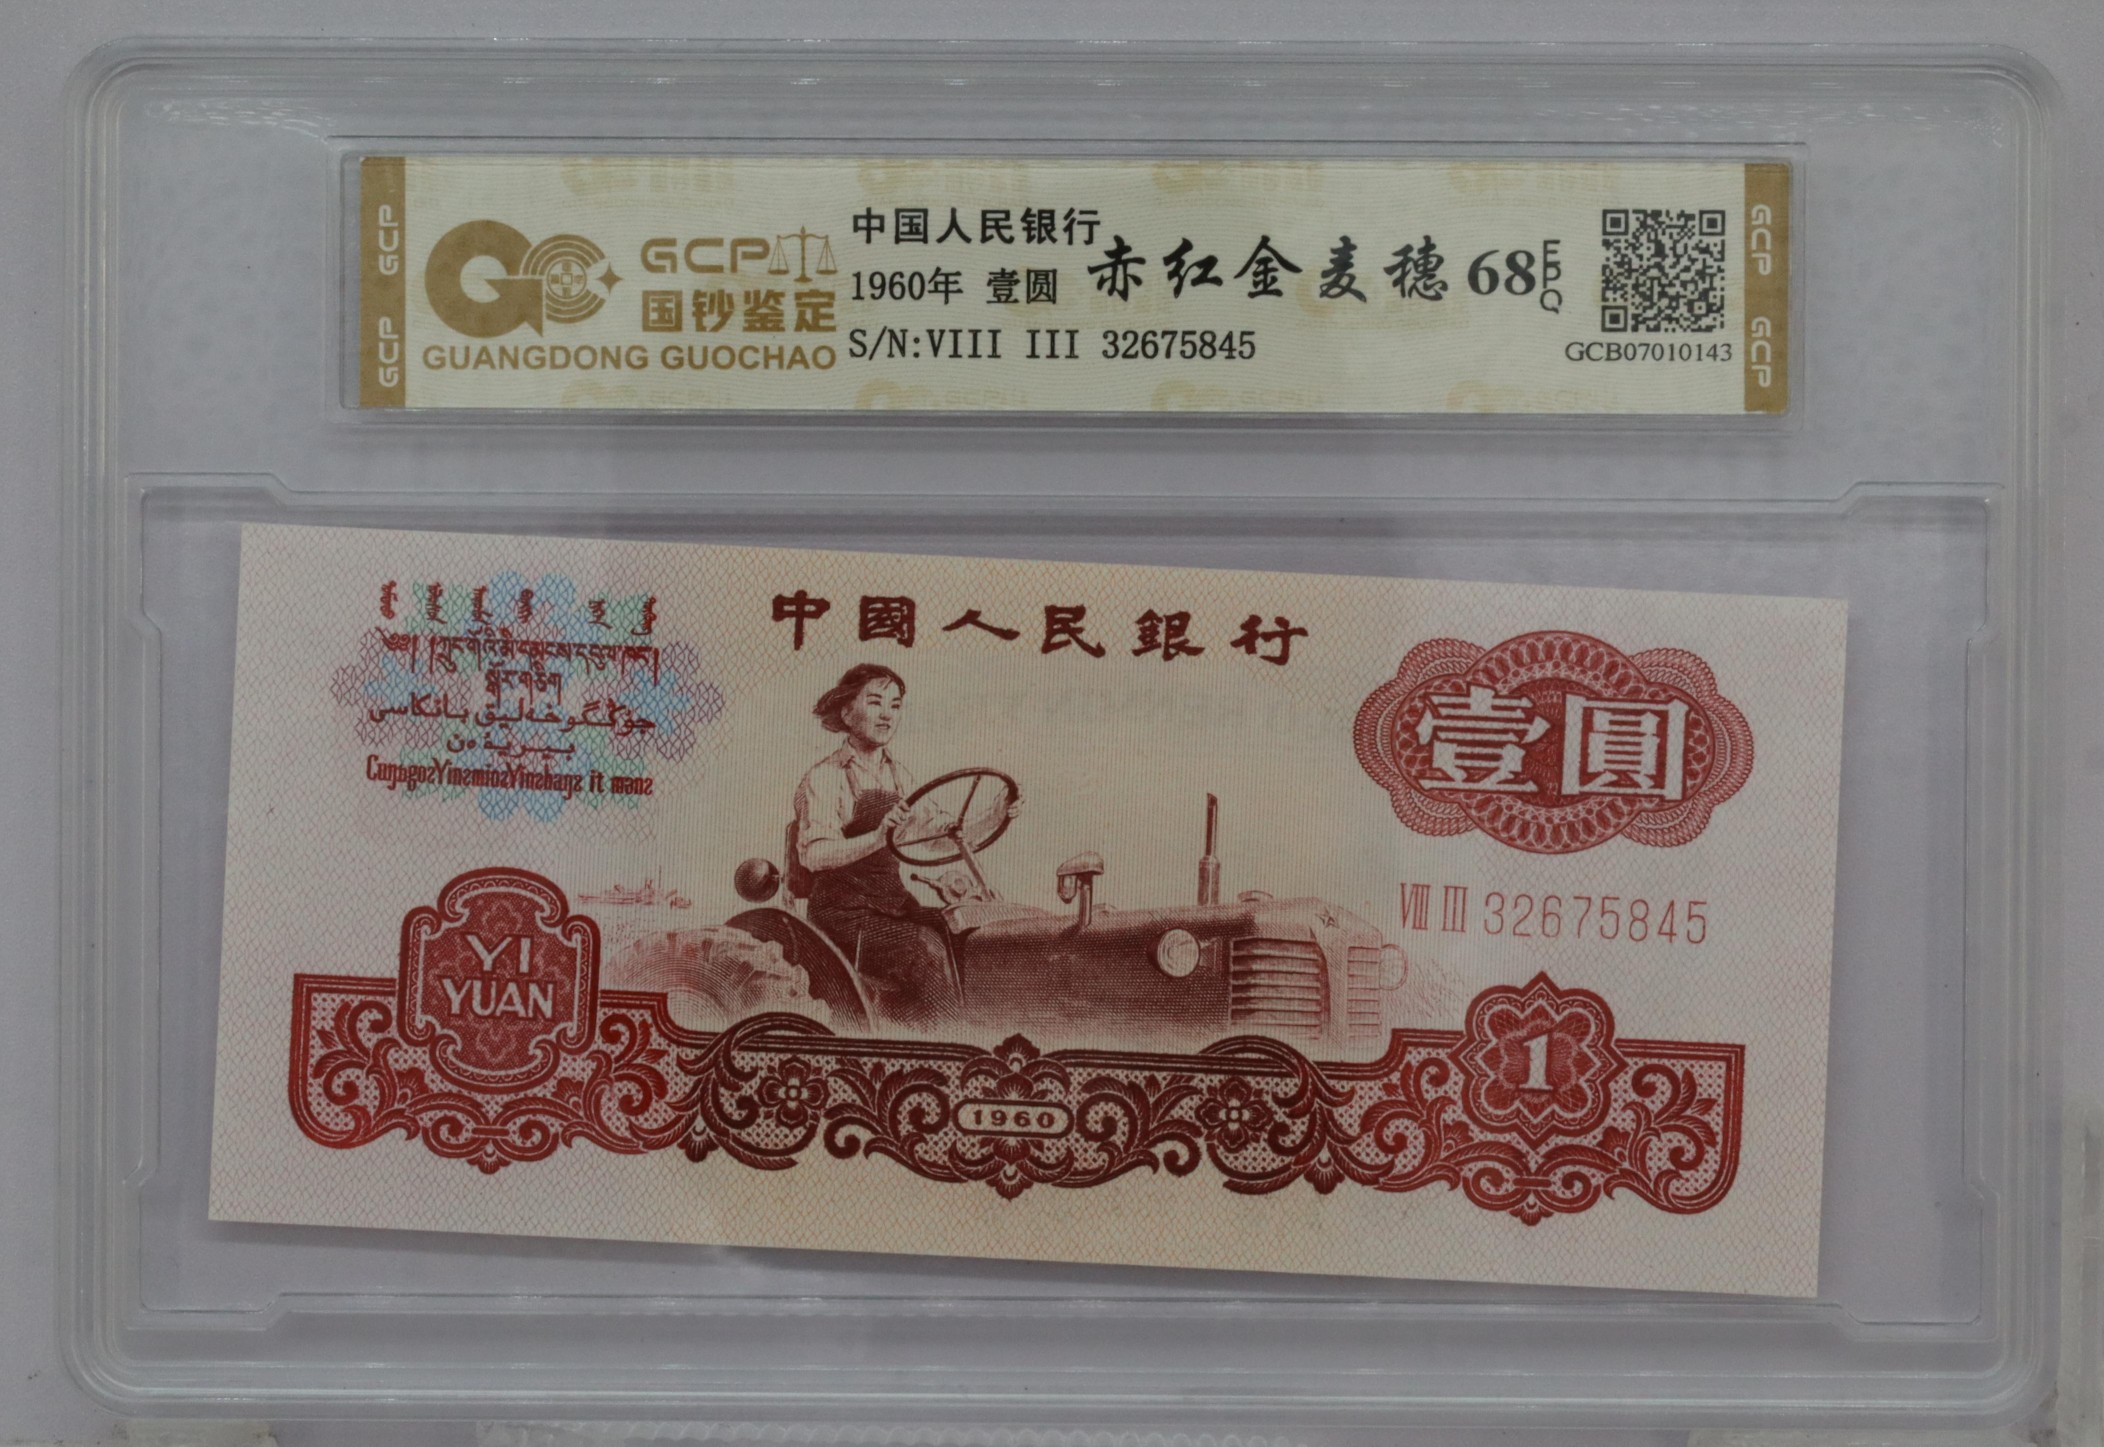 GCP
GCP
GCP
国钞鉴定
GUANGDONG GUOCHAO
中国人民银行
1960年 壹圆
赤红金麦穗 68 EPQ
S/N:VIII III 32675845
GCB07010143
GCP
GCP
中國人民銀行
壹圓
VIII III 32675845
YI
YUAN
1960
1